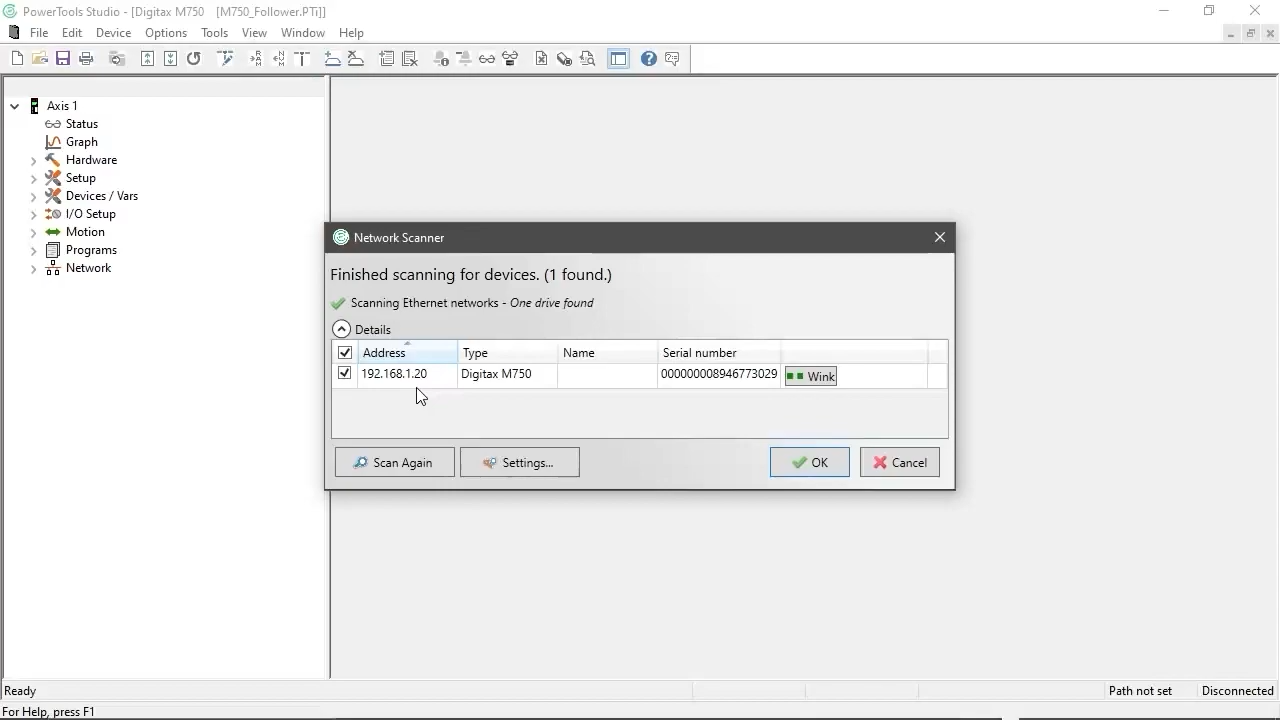 PowerTools Studio - [Digitax M750    [M750_Follower.PTi]]
File Edit Device Options Tools View Window Help
Axis 1
Status
Graph
Hardware
Setup
Devices / Vars
I/O Setup
Motion
Programs
Network
Network Scanner
Finished scanning for devices. (1 found.)
Scanning Ethernet networks - One drive found
Details
Address Type Name Serial number
192.168.1.20 Digitax M750 000000008946773029 Wink
Scan Again Settings... OK Cancel
Ready Path not set Disconnected
For Help, press F1